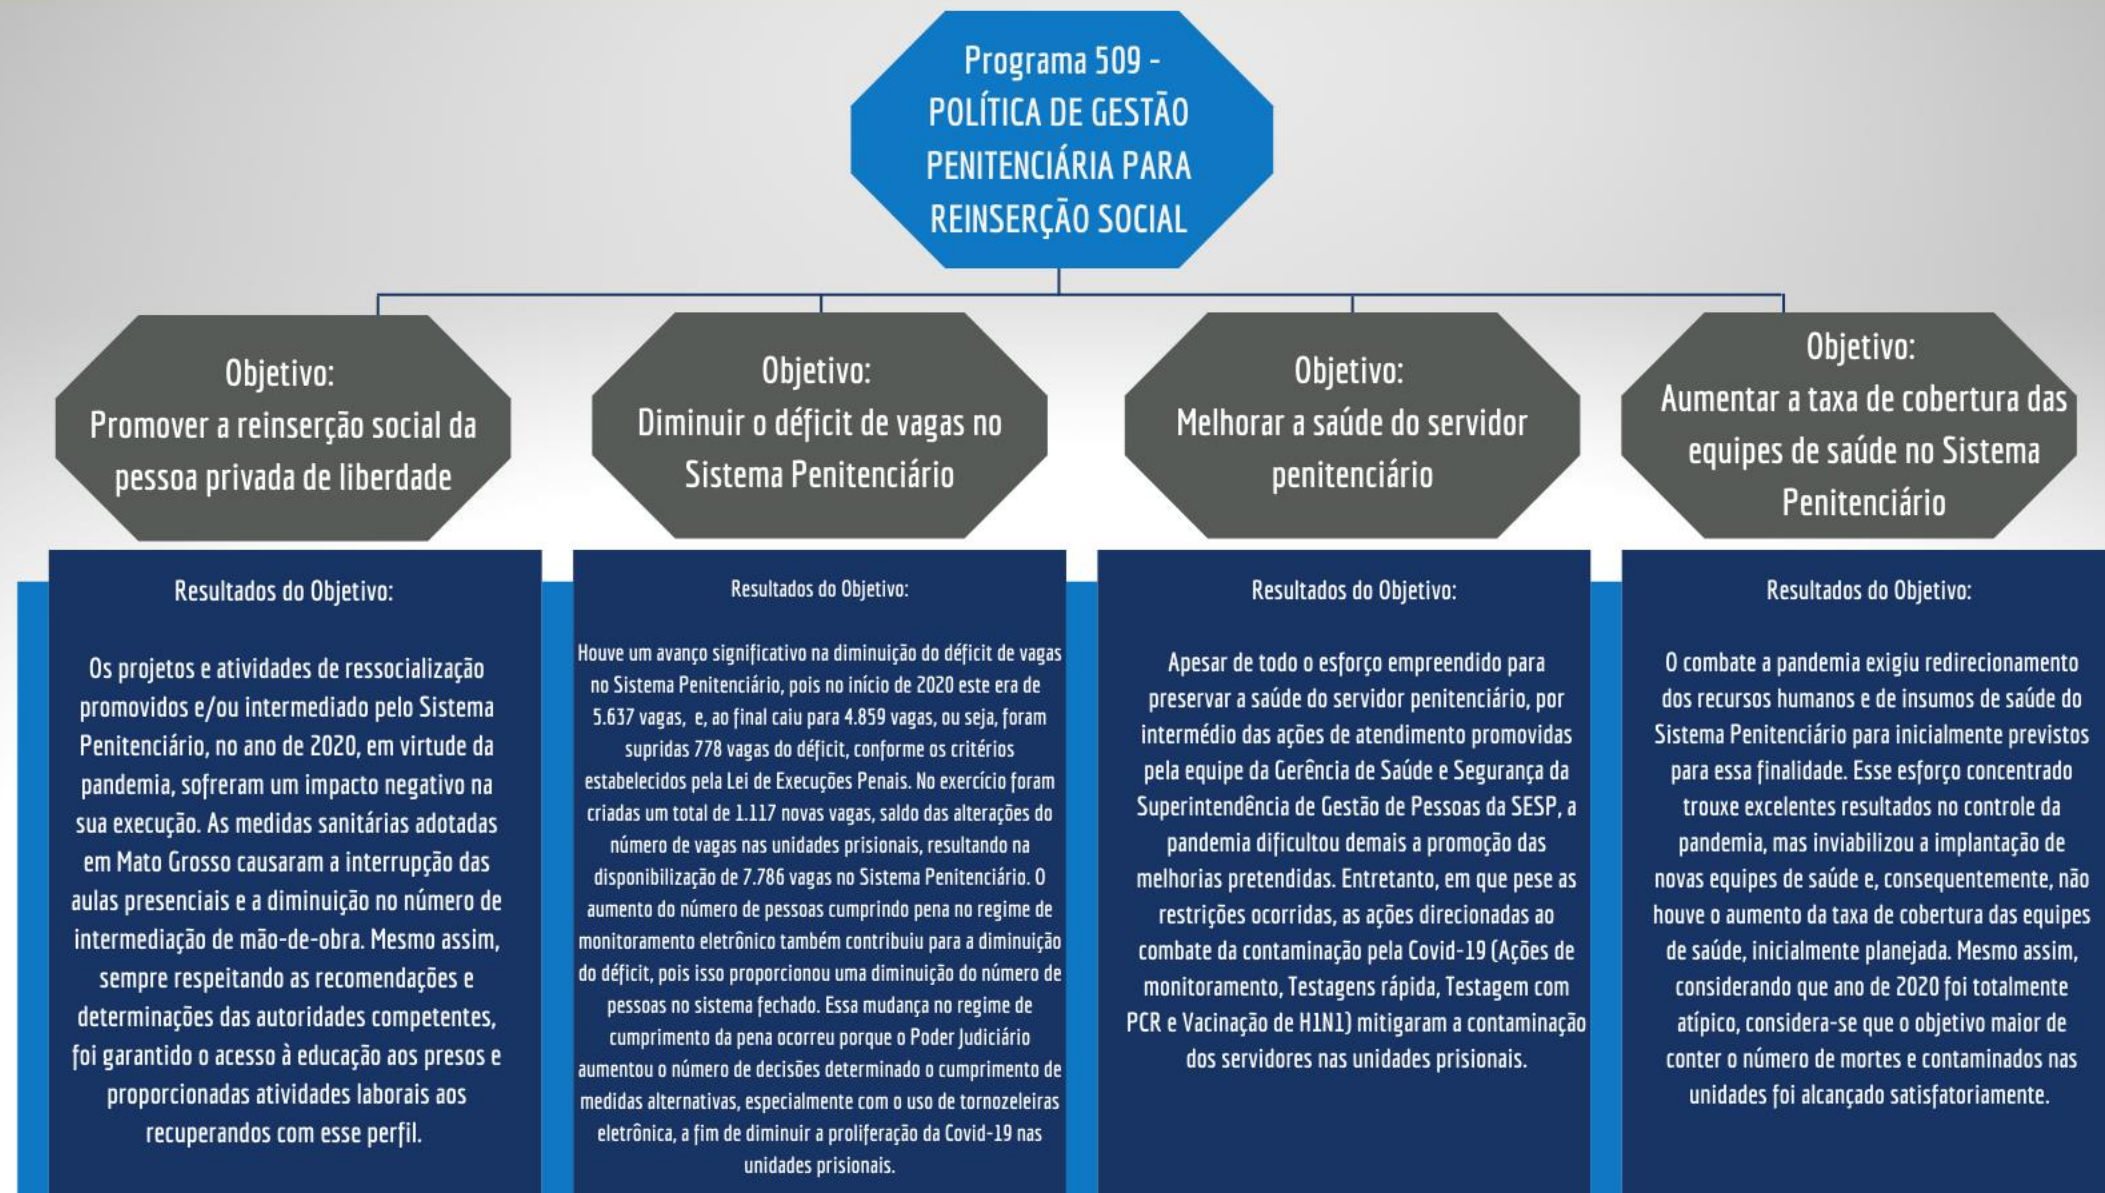 Programa 509 -
POLÍTICA DE GESTÃO
PENITENCIÁRIA PARA
REINSERÇÃO SOCIAL
Objetivo:
Promover a reinserção social da
pessoa privada de liberdade
Objetivo:
Diminuir o déficit de vagas no
Sistema Penitenciário
Objetivo:
Melhorar a saúde do servidor
penitenciário
Objetivo:
Aumentar a taxa de cobertura das
equipes de saúde no Sistema
Penitenciário
Resultados do Objetivo:
Os projetos e atividades de ressocialização
promovidos e/ou intermediado pelo Sistema
Penitenciário, no ano de 2020, em virtude da
pandemia, sofreram um impacto negativo na
sua execução. As medidas sanitárias adotadas
em Mato Grosso causaram a interrupção das
aulas presenciais e a diminuição no número de
intermediação de mão-de-obra. Mesmo assim,
sempre respeitando as recomendações e
determinações das autoridades competentes,
foi garantido o acesso à educação aos presos e
proporcionadas atividades laborais aos
recuperandos com esse perfil.
Resultados do Objetivo:
Houve um avanço significativo na diminuição do déficit de vagas
no Sistema Penitenciário, pois no início de 2020 este era de
5.637 vagas, e, ao final caiu para 4.859 vagas, ou seja, foram
supridas 778 vagas do déficit, conforme os critérios
estabelecidos pela Lei de Execuções Penais. No exercício foram
criadas um total de 1.117 novas vagas, saldo das alterações do
número de vagas nas unidades prisionais, resultando na
disponibilização de 7.786 vagas no Sistema Penitenciário. O
aumento do número de pessoas cumprindo pena no regime de
monitoramento eletrônico também contribuiu para a diminuição
do déficit, pois isso proporcionou uma diminuição do número de
pessoas no sistema fechado. Essa mudança no regime de
cumprimento da pena ocorreu porque o Poder Judiciário
aumentou o número de decisões determinado o cumprimento de
medidas alternativas, especialmente com o uso de tornozeleiras
eletrônica, a fim de diminuir a proliferação da Covid-19 nas
unidades prisionais.
Resultados do Objetivo:
Apesar de todo o esforço empreendido para
preservar a saúde do servidor penitenciário, por
intermédio das ações de atendimento promovidas
pela equipe da Gerência de Saúde e Segurança da
Superintendência de Gestão de Pessoas da SESP, a
pandemia dificultou demais a promoção das
melhorias pretendidas. Entretanto, em que pese as
restrições ocorridas, as ações direcionadas ao
combate da contaminação pela Covid-19 (Ações de
monitoramento, Testagens rápida, Testagem com
PCR e Vacinação de H1N1) mitigaram a contaminação
dos servidores nas unidades prisionais.
Resultados do Objetivo:
O combate a pandemia exigiu redirecionamento
dos recursos humanos e de insumos de saúde do
Sistema Penitenciário para inicialmente previstos
para essa finalidade. Esse esforço concentrado
trouxe excelentes resultados no controle da
pandemia, mas inviabilizou a implantação de
novas equipes de saúde e, consequentemente, não
houve o aumento da taxa de cobertura das equipes
de saúde, inicialmente planejada. Mesmo assim,
considerando que ano de 2020 foi totalmente
atípico, considera-se que o objetivo maior de
conter o número de mortes e contaminados nas
unidades foi alcançado satisfatoriamente.